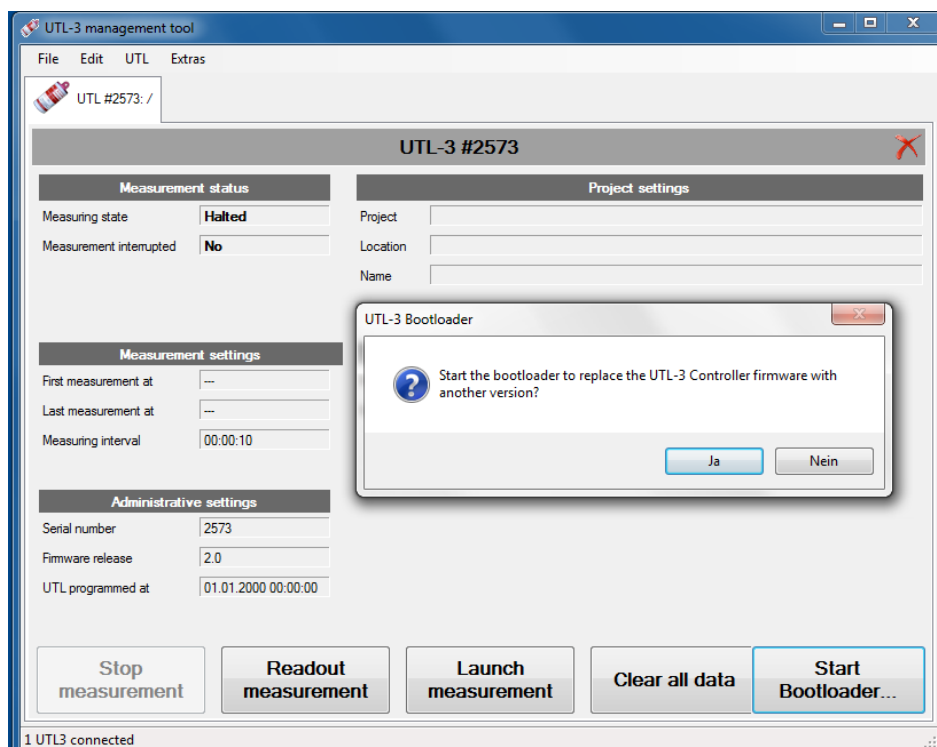 UTL-3 management tool
File Edit UTL Extras
UTL #2573: /
UTL-3 #2573
Measurement status
Measuring state Halted
Measurement interrupted No
Project settings
Project
Location
Name
UTL-3 Bootloader
Start the bootloader to replace the UTL-3 Controller firmware with
another version?
Ja Nein
Measurement settings
First measurement at ---
Last measurement at ---
Measuring interval 00:00:10
Administrative settings
Serial number 2573
Firmware release 2.0
UTL programmed at 01.01.2000 00:00:00
Stop
measurement
Readout
measurement
Launch
measurement
Clear all data
Start
Bootloader...
1 UTL3 connected